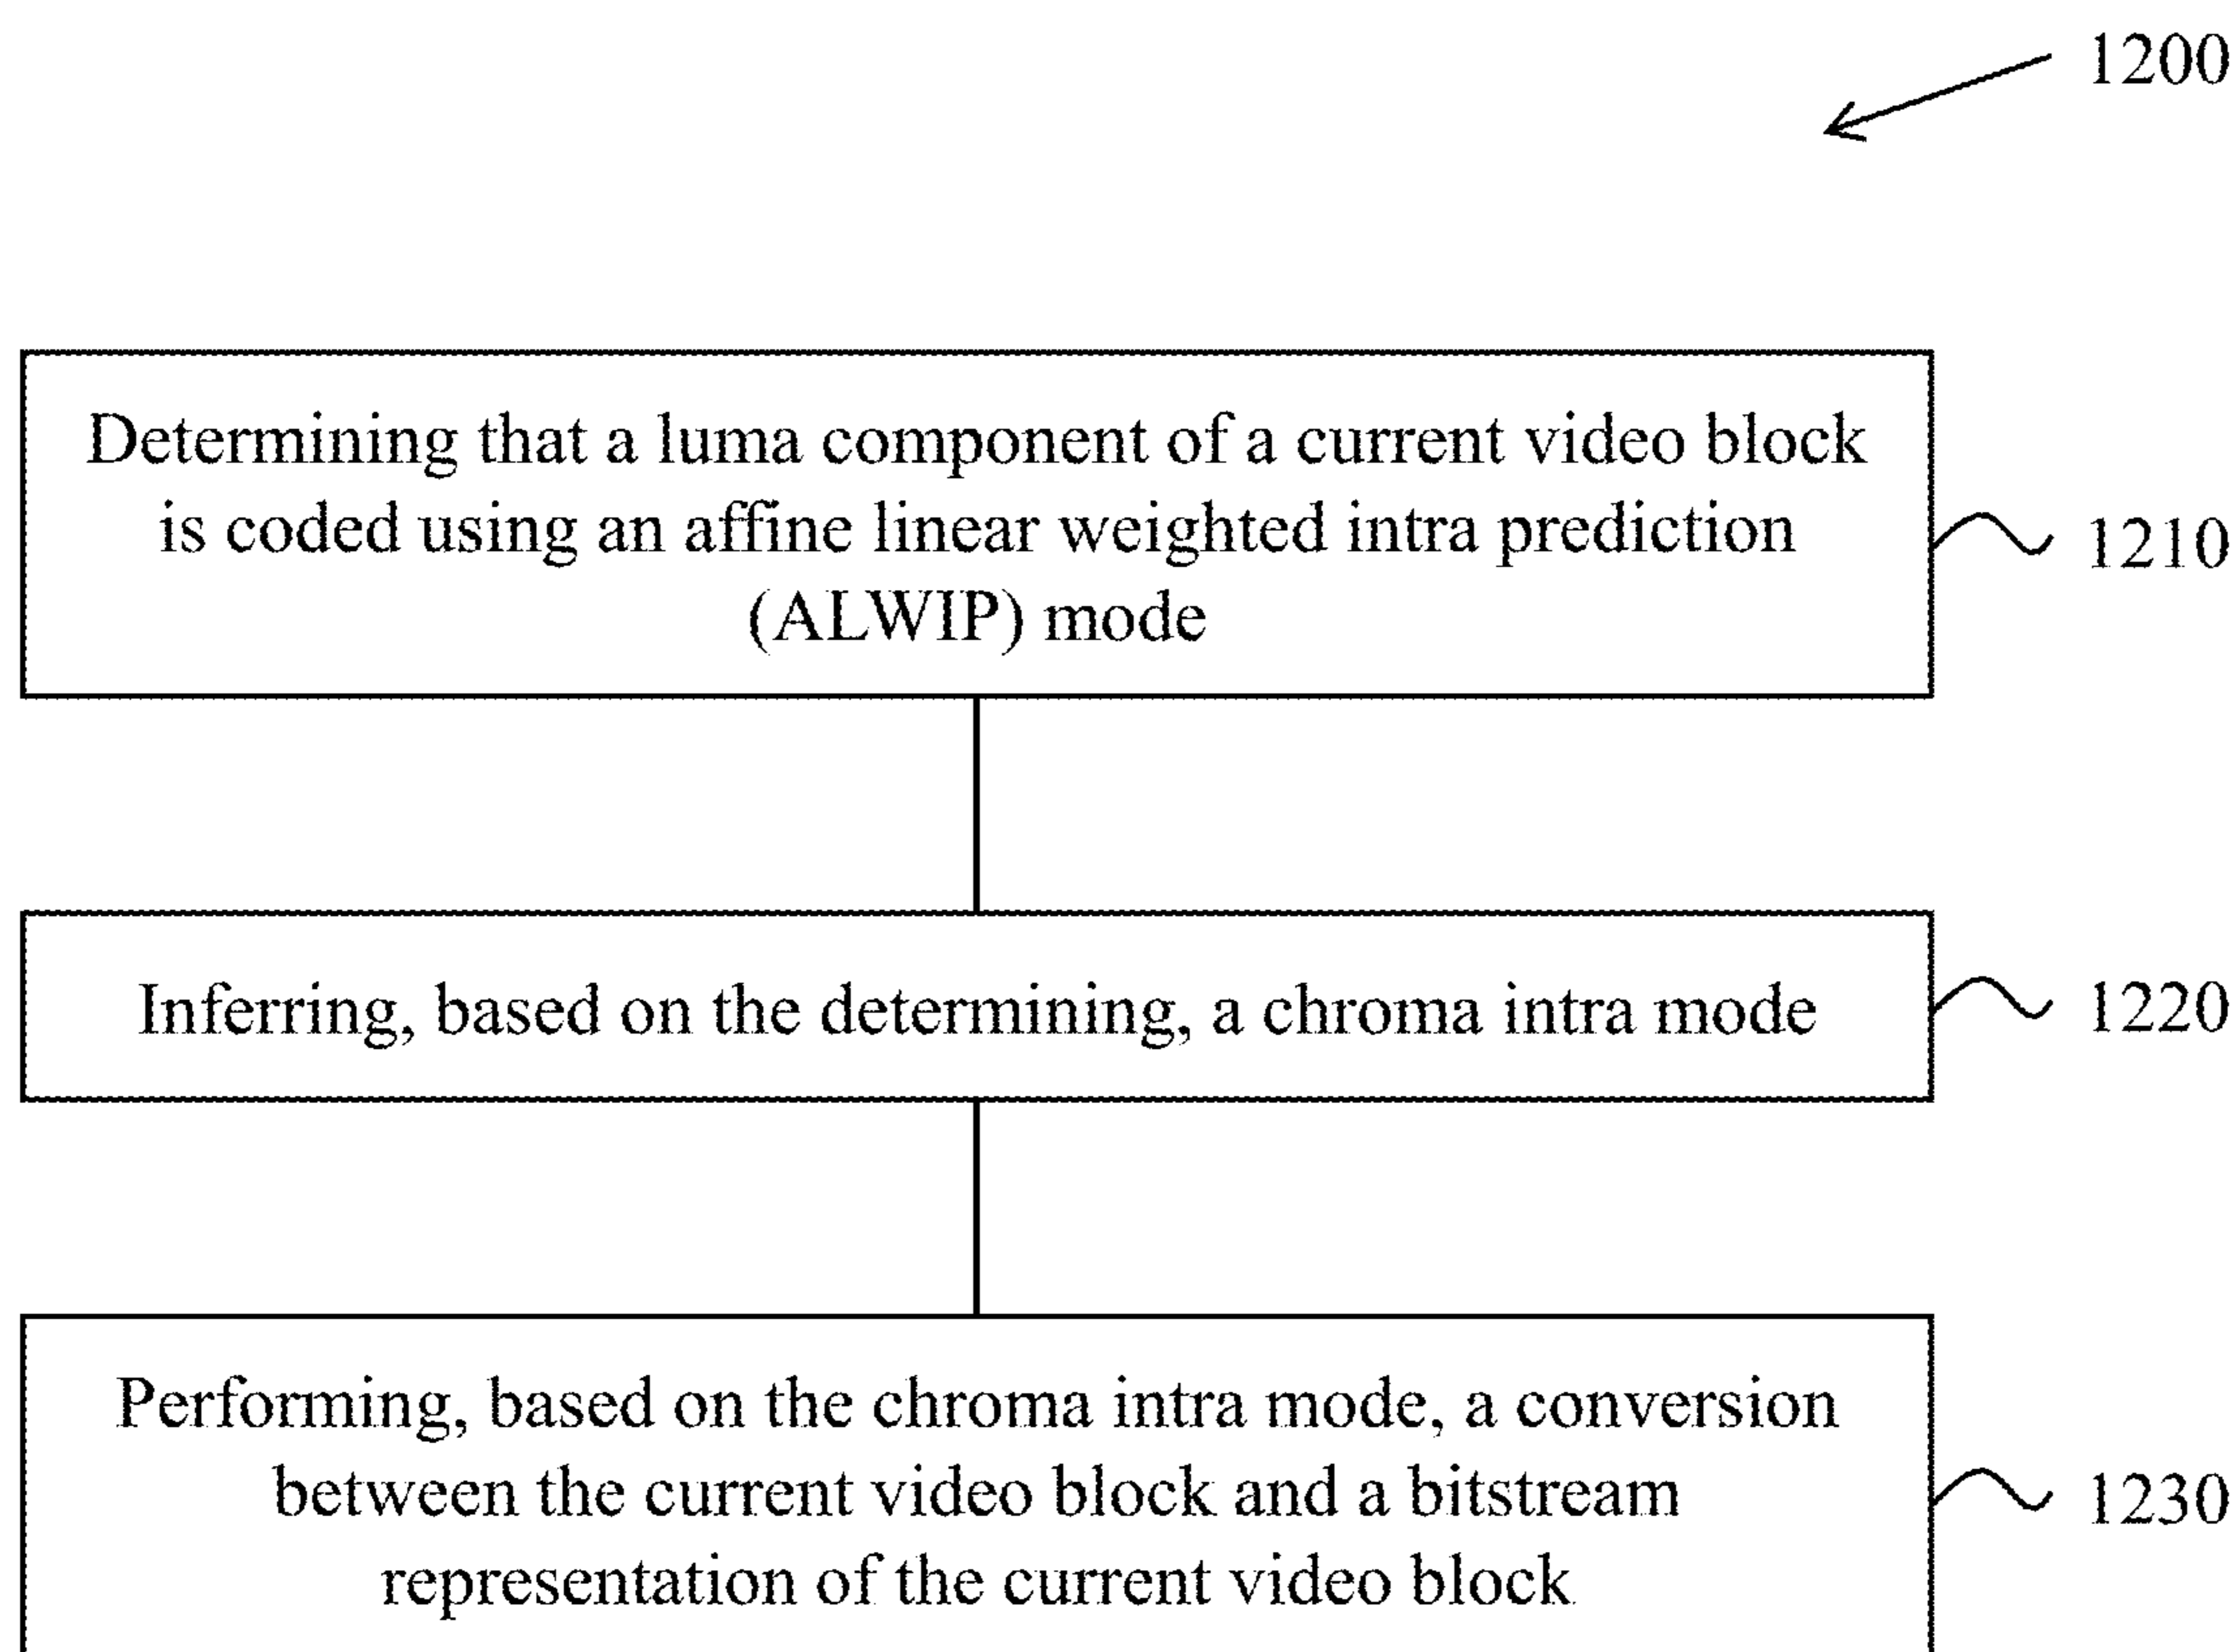 1200
Determining that a luma component of a current video block
is coded using an affine linear weighted intra prediction
(ALWIP) mode
1210
Inferring, based on the determining, a chroma intra mode
1220
Performing, based on the chroma intra mode, a conversion
between the current video block and a bitstream
representation of the current video block
1230